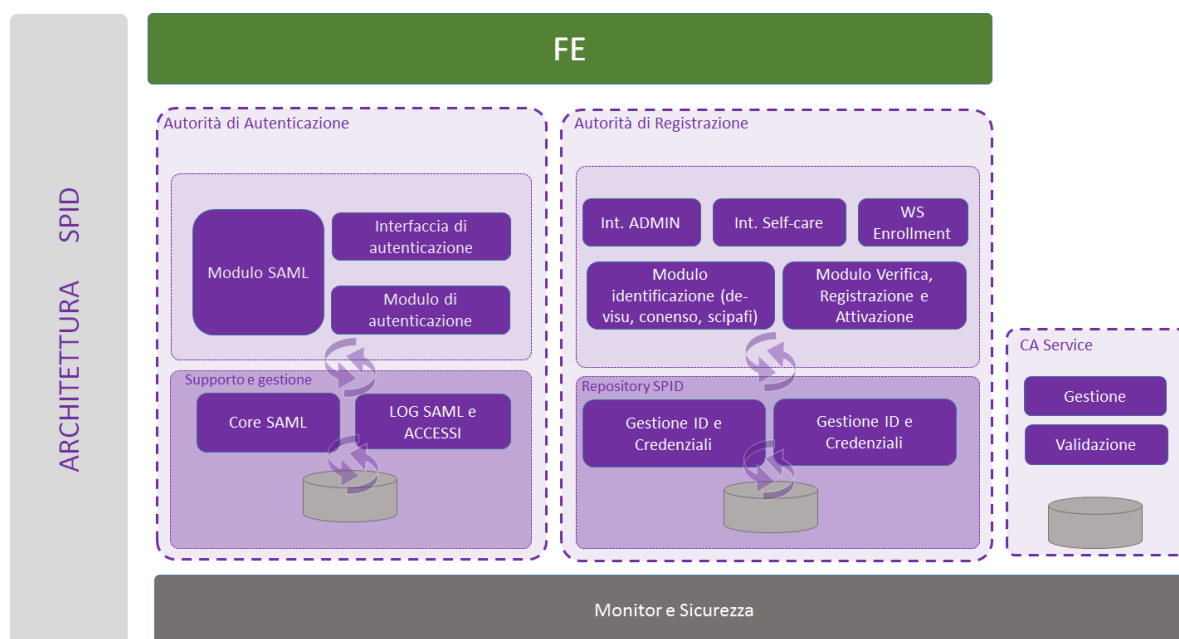 ARCHITETTURA SPID
FE
Autorità di Autenticazione
Modulo SAML
Interfaccia di
autenticazione
Modulo di
autenticazione
Supporto e gestione
Core SAML
LOG SAML e
ACCESSI
Autorità di Registrazione
Int. ADMIN
Int. Self-care
WS
Enrollment
Modulo
identificazione (de-
visu, conenso, scipafi)
Modulo Verifica,
Registrazione e
Attivazione
Repository SPID
Gestione ID e
Credenziali
Gestione ID e
Credenziali
CA Service
Gestione
Validazione
Monitor e Sicurezza